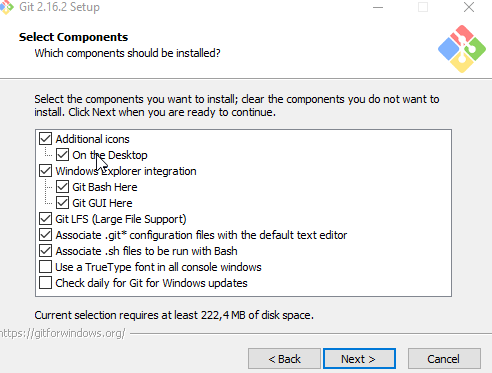 Git 2.16.2 Setup
Select Components
Which components should be installed?
Select the components you want to install; clear the components you do not want to
install. Click Next when you are ready to continue.
Additional icons
On the Desktop
Windows Explorer integration
Git Bash Here
Git GUI Here
Git LFS (Large File Support)
Associate .git* configuration files with the default text editor
Associate .sh files to be run with Bash
Use a TrueType font in all console windows
Check daily for Git for Windows updates
Current selection requires at least 222,4 MB of disk space.
https://gitforwindows.org/
< Back
Next >
Cancel